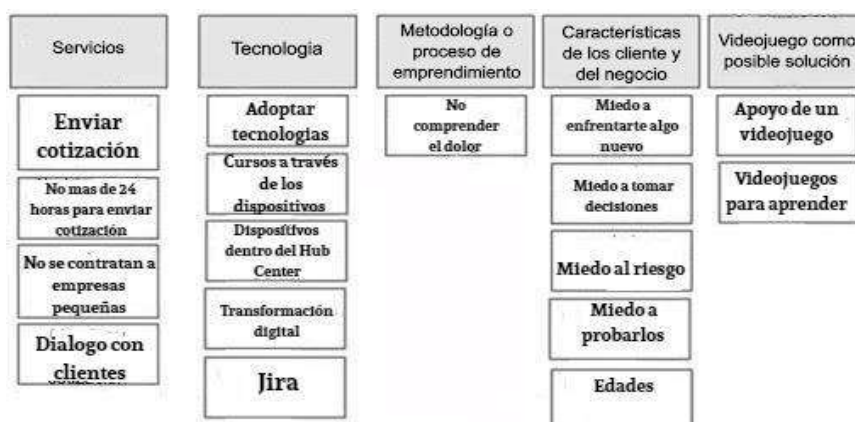 Servicios
Enviar
cotización
No mas de 24
horas para enviar
cotización
No se contratan a
empresas
pequeñas
Dialogo con
clientes
Tecnologia
Adoptar
tecnologias
Cursos a través
de los
dispositivos
Dispositivos
dentro del Hub
Center
Transformación
digital
Jira
Metodología o
proceso de
emprendimiento
No
comprender
el dolor
Características
de los cliente y
del negocio
Miedo a
enfrentarte algo
nuevo
Miedo a tomar
decisiones
Miedo al riesgo
Miedo a
probarlos
Edades
Videojuego como
posible solución
Apoyo de un
videojuego
Videojuegos
para aprender